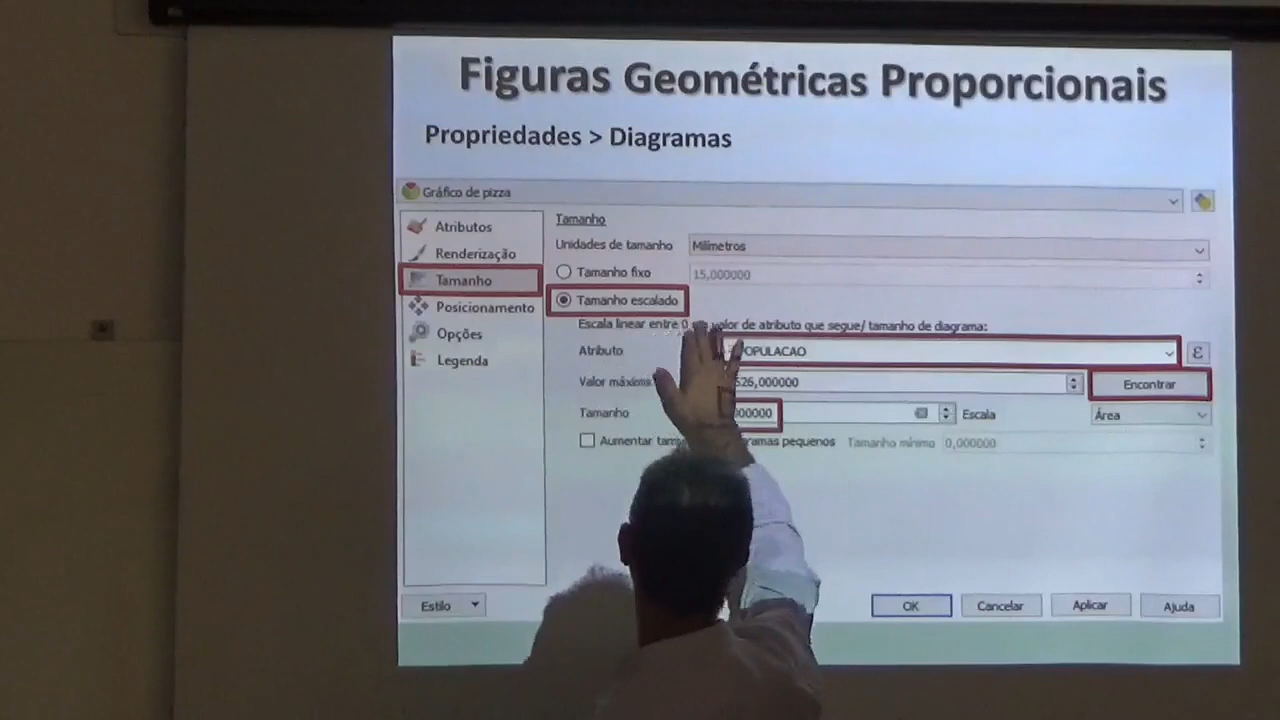 Figuras Geométricas Proporcionais
Propriedades > Diagramas
Gráfico de pizza
Atributos
Renderização
Tamanho
Posicionamento
Opções
Legenda
Tamanho
Unidades de tamanho Milímetros
Tamanho fixo 15,000000
Tamanho escalado
Escala linear entre 0 valor de atributo que segue/ tamanho de diagrama:
Atributo OPULACAO ε
Valor máximo 526,000000 Encontrar
Tamanho 00000 Escala Área
Aumentar pequenos Tamanho mínimo 0,000000
Estilo OK Cancelar Aplicar Ajuda